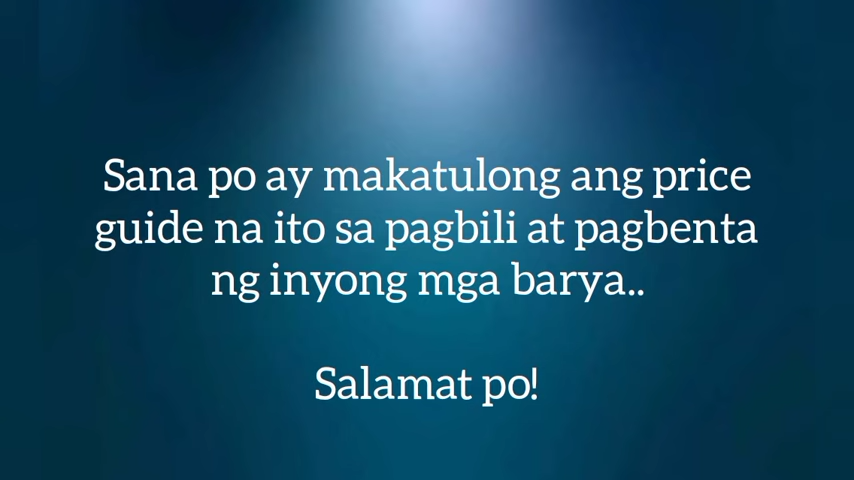 Sana po ay makatulong ang price
guide na ito sa pagbili at pagbenta
ng inyong mga barya..
Salamat po!